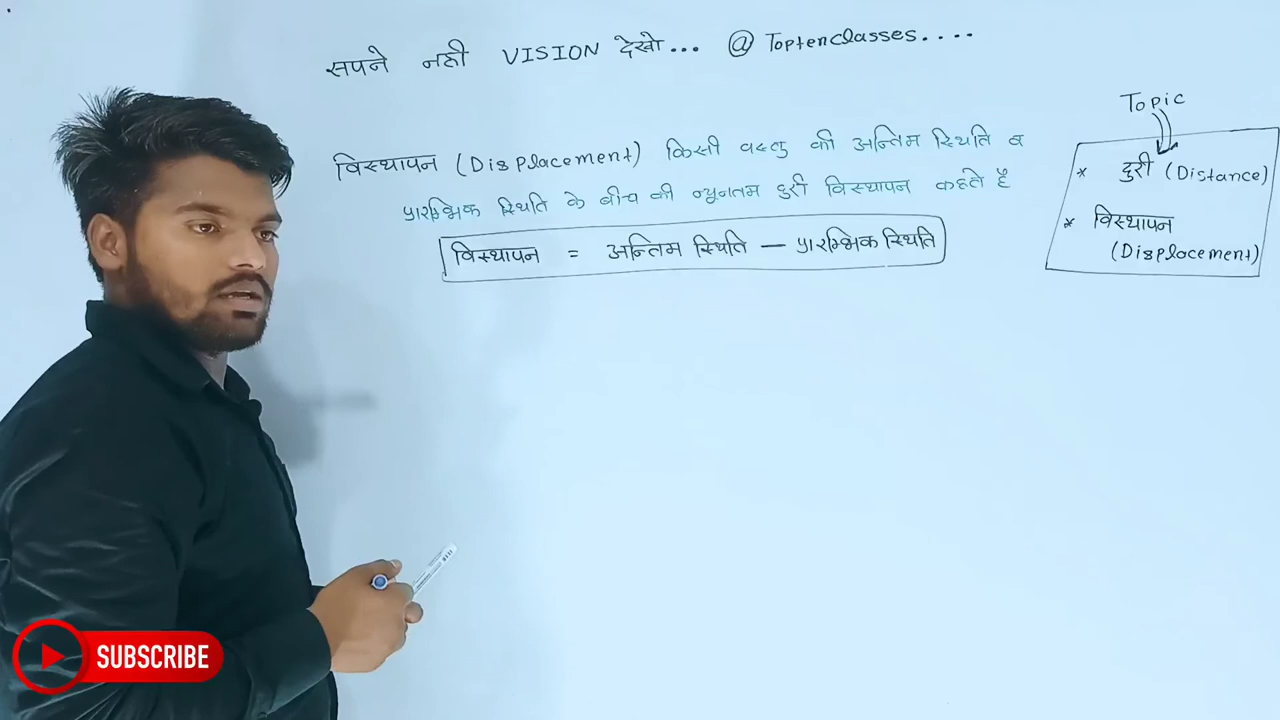 सपने नही VISION देखो... @ Toptenclasses....
विस्थापन (Displacement) किसी वस्तु की अन्तिम स्थिति व
प्रारम्भिक स्थिति के बीच की न्यूनतम दुरी विस्थापन कहते है
विस्थापन = अन्तिम स्थिति — प्रारम्भिक स्थिति
Topic
* दुरी (Distance)
* विस्थापन
(Displacement)
SUBSCRIBE